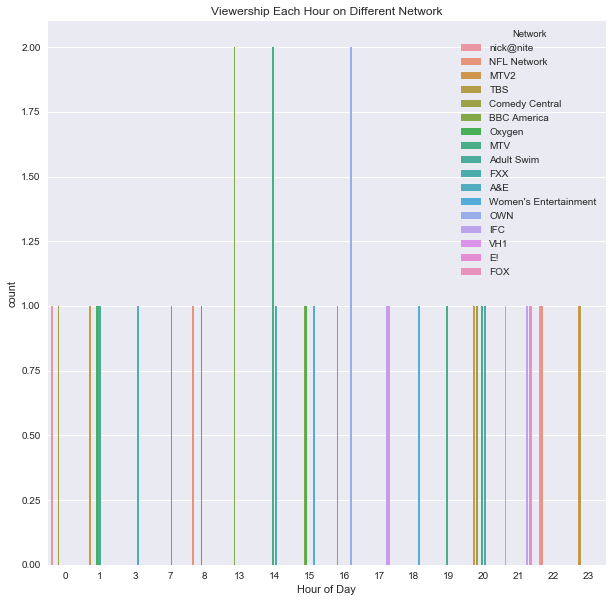 Viewership Each Hour on Different Network
2.00
1.75
1.50
1.25
1.00
0.75
0.50
0.25
0.00
count
Network
nick@nite
NFL Network
MTV2
TBS
Comedy Central
BBC America
Oxygen
MTV
Adult Swim
FXX
A&E
Women's Entertainment
OWN
IFC
VH1
E!
FOX
0 1 3 7 8 13 14 15 16 17 18 19 20 21 22 23
Hour of Day